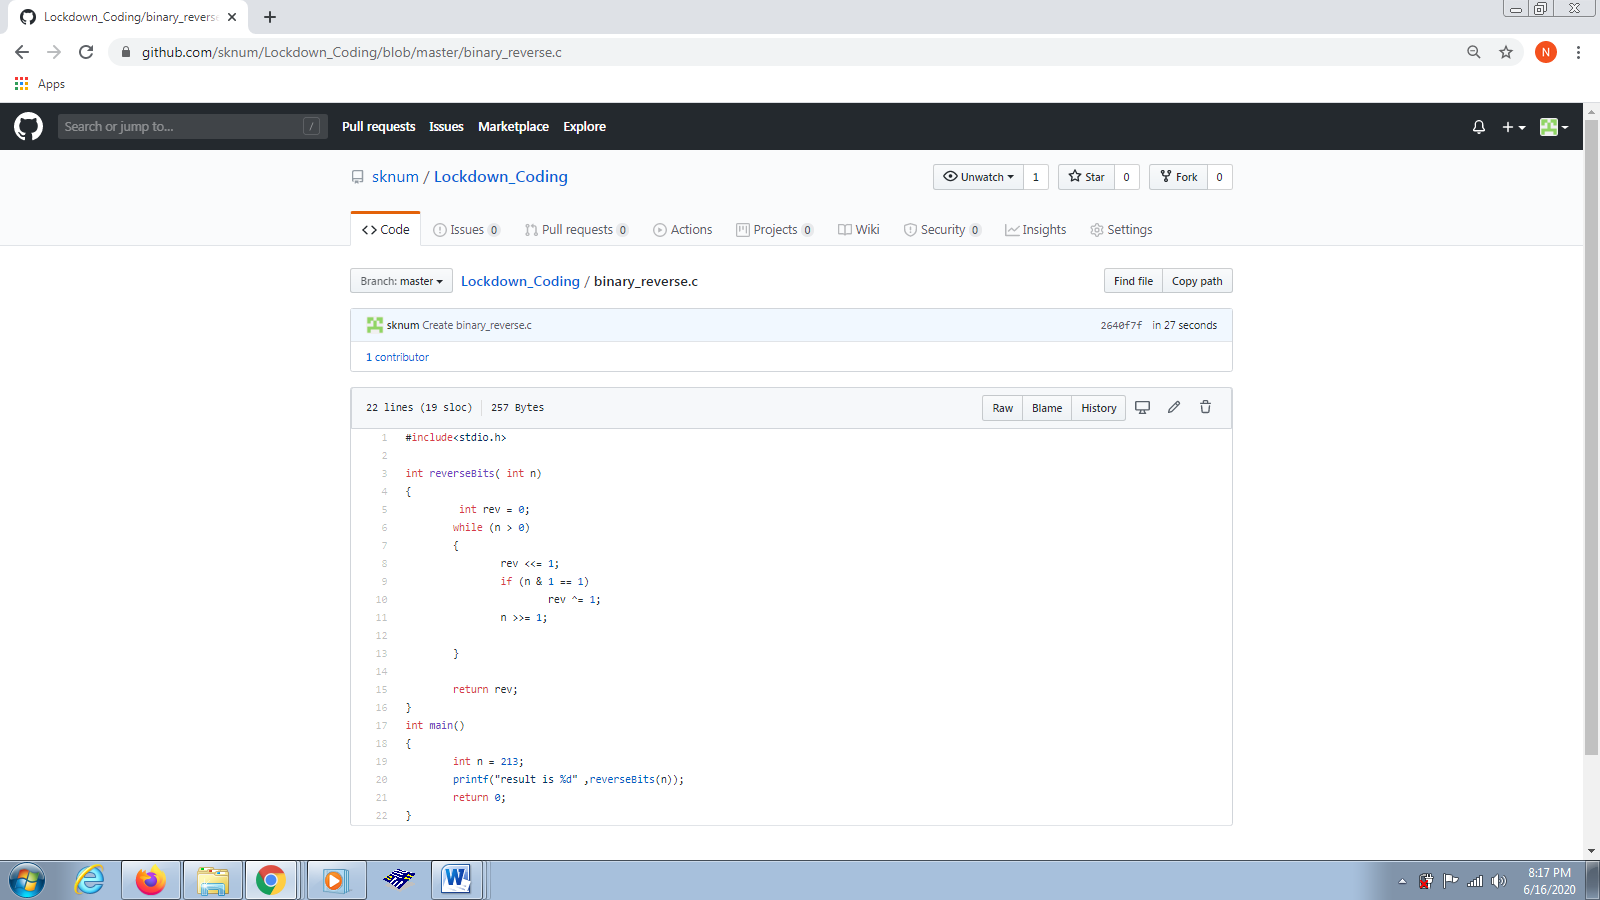 Lockdown_Coding/binary_reverse
github.com/sknum/Lockdown_Coding/blob/master/binary_reverse.c
N
Apps
Search or jump to...
/
Pull requests Issues Marketplace Explore
sknum / Lockdown_Coding
Unwatch 1 Star 0 Fork 0
Code Issues 0 Pull requests 0 Actions Projects 0 Wiki Security 0 Insights Settings
Branch: master Lockdown_Coding / binary_reverse.c Find file Copy path
sknum Create binary_reverse.c 2640f7f in 27 seconds
1 contributor
22 lines (19 sloc) 257 Bytes Raw Blame History
1 #include<stdio.h>
2
3 int reverseBits( int n)
4 {
5 int rev = 0;
6 while (n > 0)
7 {
8 rev <<= 1;
9 if (n & 1 == 1)
10 rev ^= 1;
11 n >>= 1;
12
13 }
14
15 return rev;
16 }
17 int main()
18 {
19 int n = 213;
20 printf("result is %d" ,reverseBits(n));
21 return 0;
22 }
8:17 PM
6/16/2020